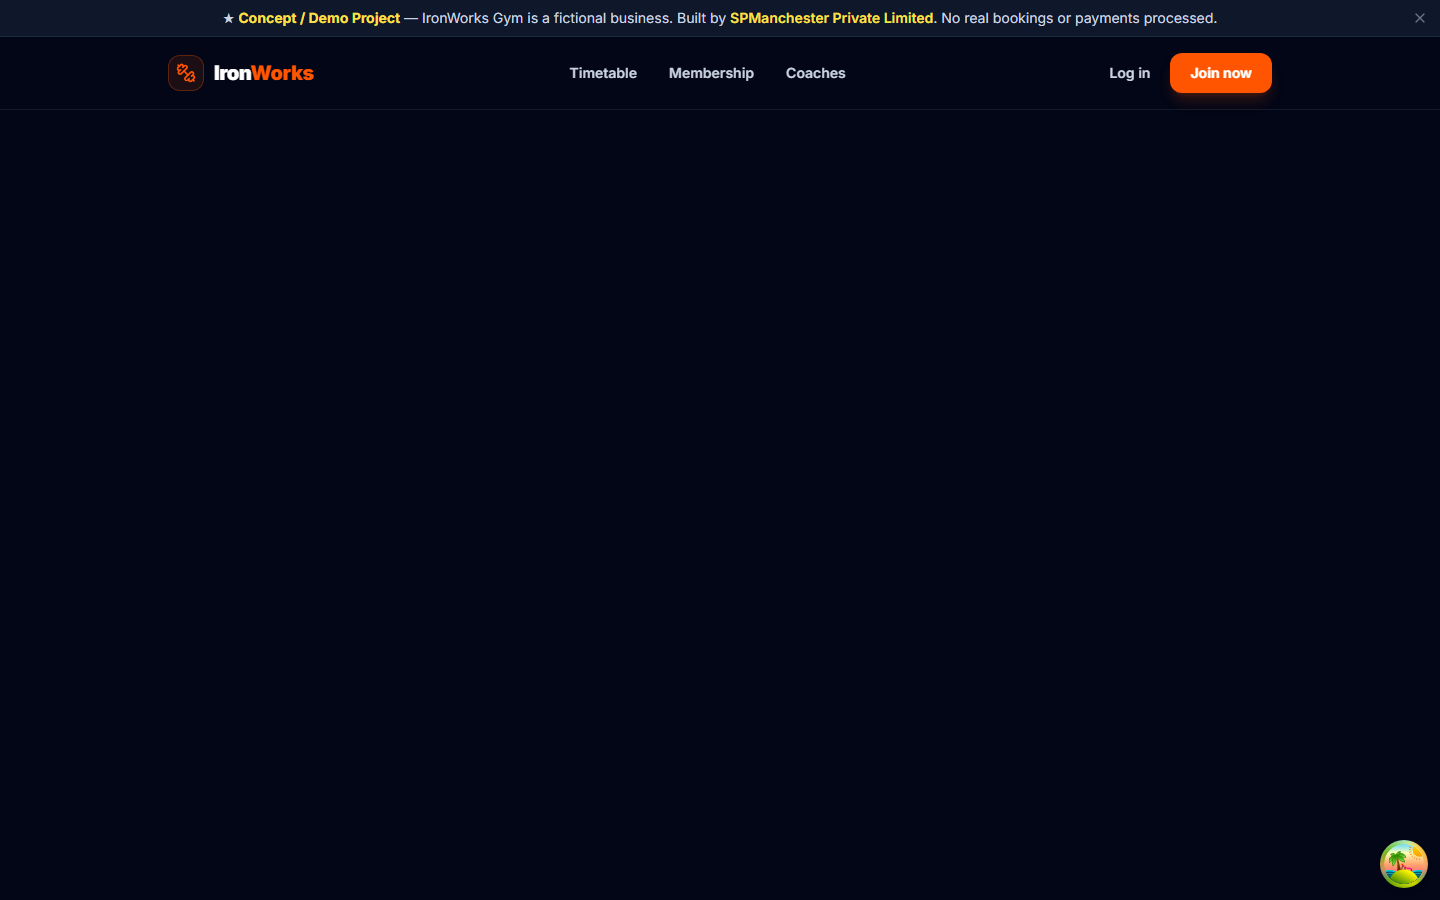 ★ Concept / Demo Project — IronWorks Gym is a fictional business. Built by SPManchester Private Limited. No real bookings or payments processed.
IronWorks
Timetable
Membership
Coaches
Log in
Join now